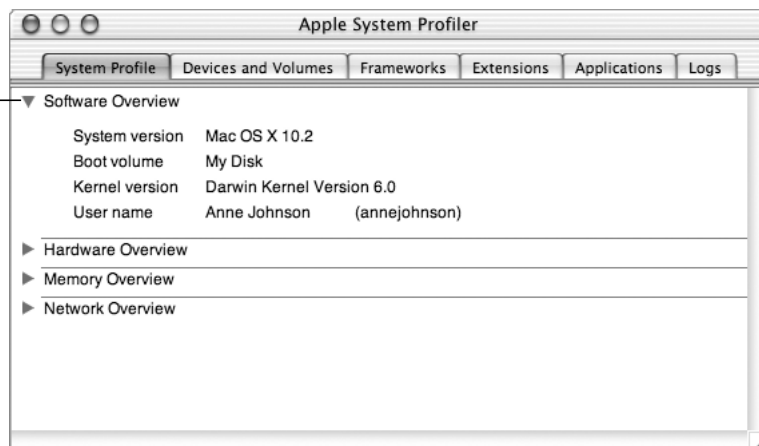 Apple System Profiler
System Profile Devices and Volumes Frameworks Extensions Applications Logs
Software Overview
System version Mac OS X 10.2
Boot volume My Disk
Kernel version Darwin Kernel Version 6.0
User name Anne Johnson (annejohnson)
Hardware Overview
Memory Overview
Network Overview